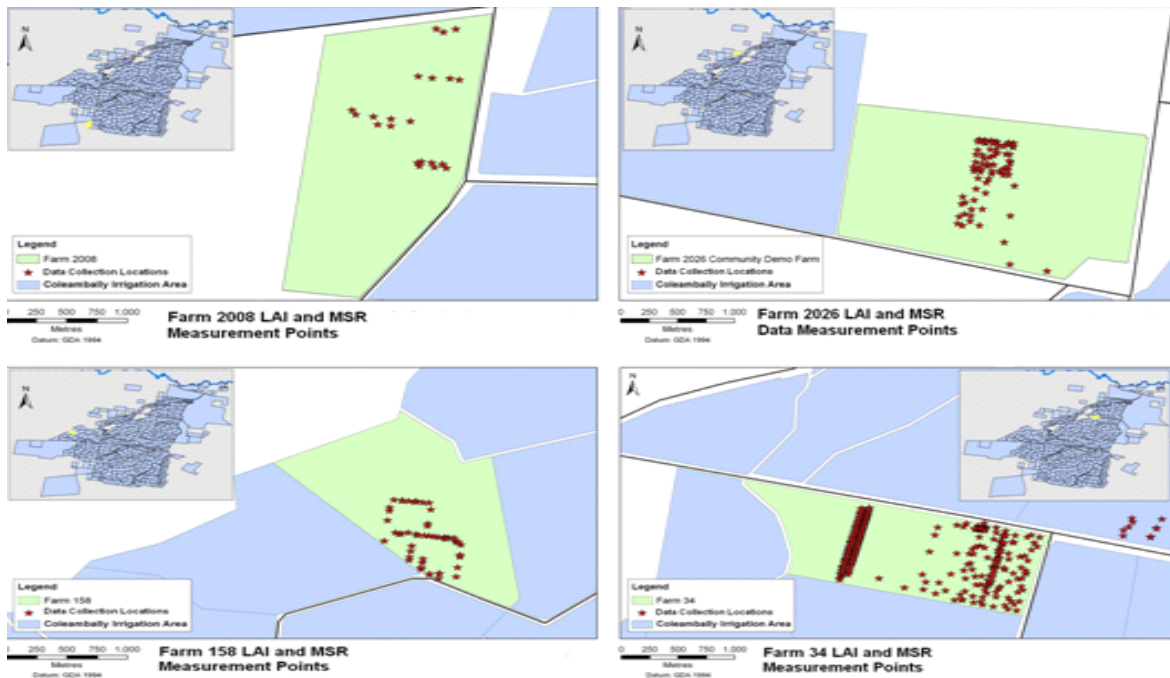 N
Legend
Farm 2008
Data Collection Locations
Coleambally Irrigation Area
0 250 500 750 1.000
Metres
Datum: GDA 1994
Farm 2008 LAI and MSR
Measurement Points
N
Legend
Farm 2026 Community Demo Farm
Data Collection Locations
Coleambally Irrigation Area
0 250 500 750 1.000
Metres
Datum: GDA 1994
Farm 2026 LAI and MSR
Data Measurement Points
N
Legend
Farm 158
Data Collection Locations
Coleambally Irrigation Area
0 250 500 750 1.000
Metres
Datum: GDA 1994
Farm 158 LAI and MSR
Measurement Points
N
Legend
Farm 34
Data Collection Locations
Coleambally Irrigation Area
0 250 500 750 1.000
Metres
Datum: GDA 1994
Farm 34 LAI and MSR
Measurement Points